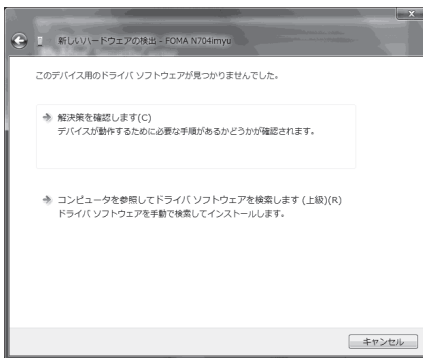 新しいハードウェアの検出 - FOMA N704imyu
このデバイス用のドライバ ソフトウェアが見つかりませんでした。
解決策を確認します(C)
デバイスが動作するために必要な手順があるかどうかが確認されます。
コンピュータを参照してドライバ ソフトウェアを検索します (上級)(R)
ドライバ ソフトウェアを手動で検索してインストールします。
キャンセル